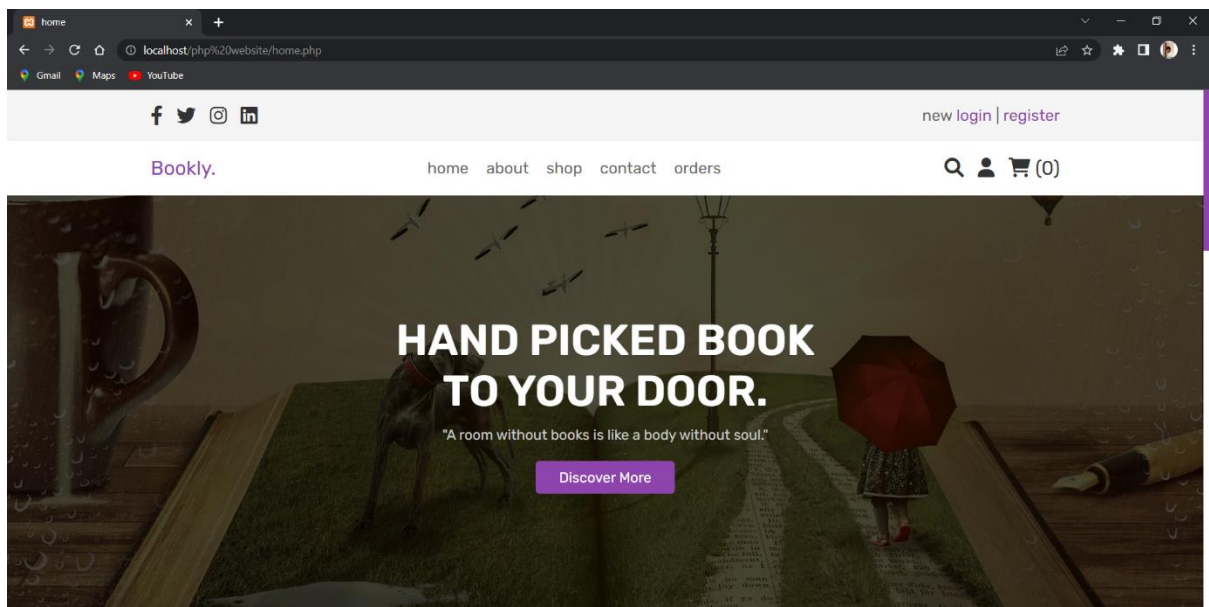 home
localhost/php%20website/home.php
Gmail Maps YouTube
new login | register
Bookly.
home about shop contact orders
(0)
HAND PICKED BOOK
TO YOUR DOOR.
"A room without books is like a body without soul."
Discover More